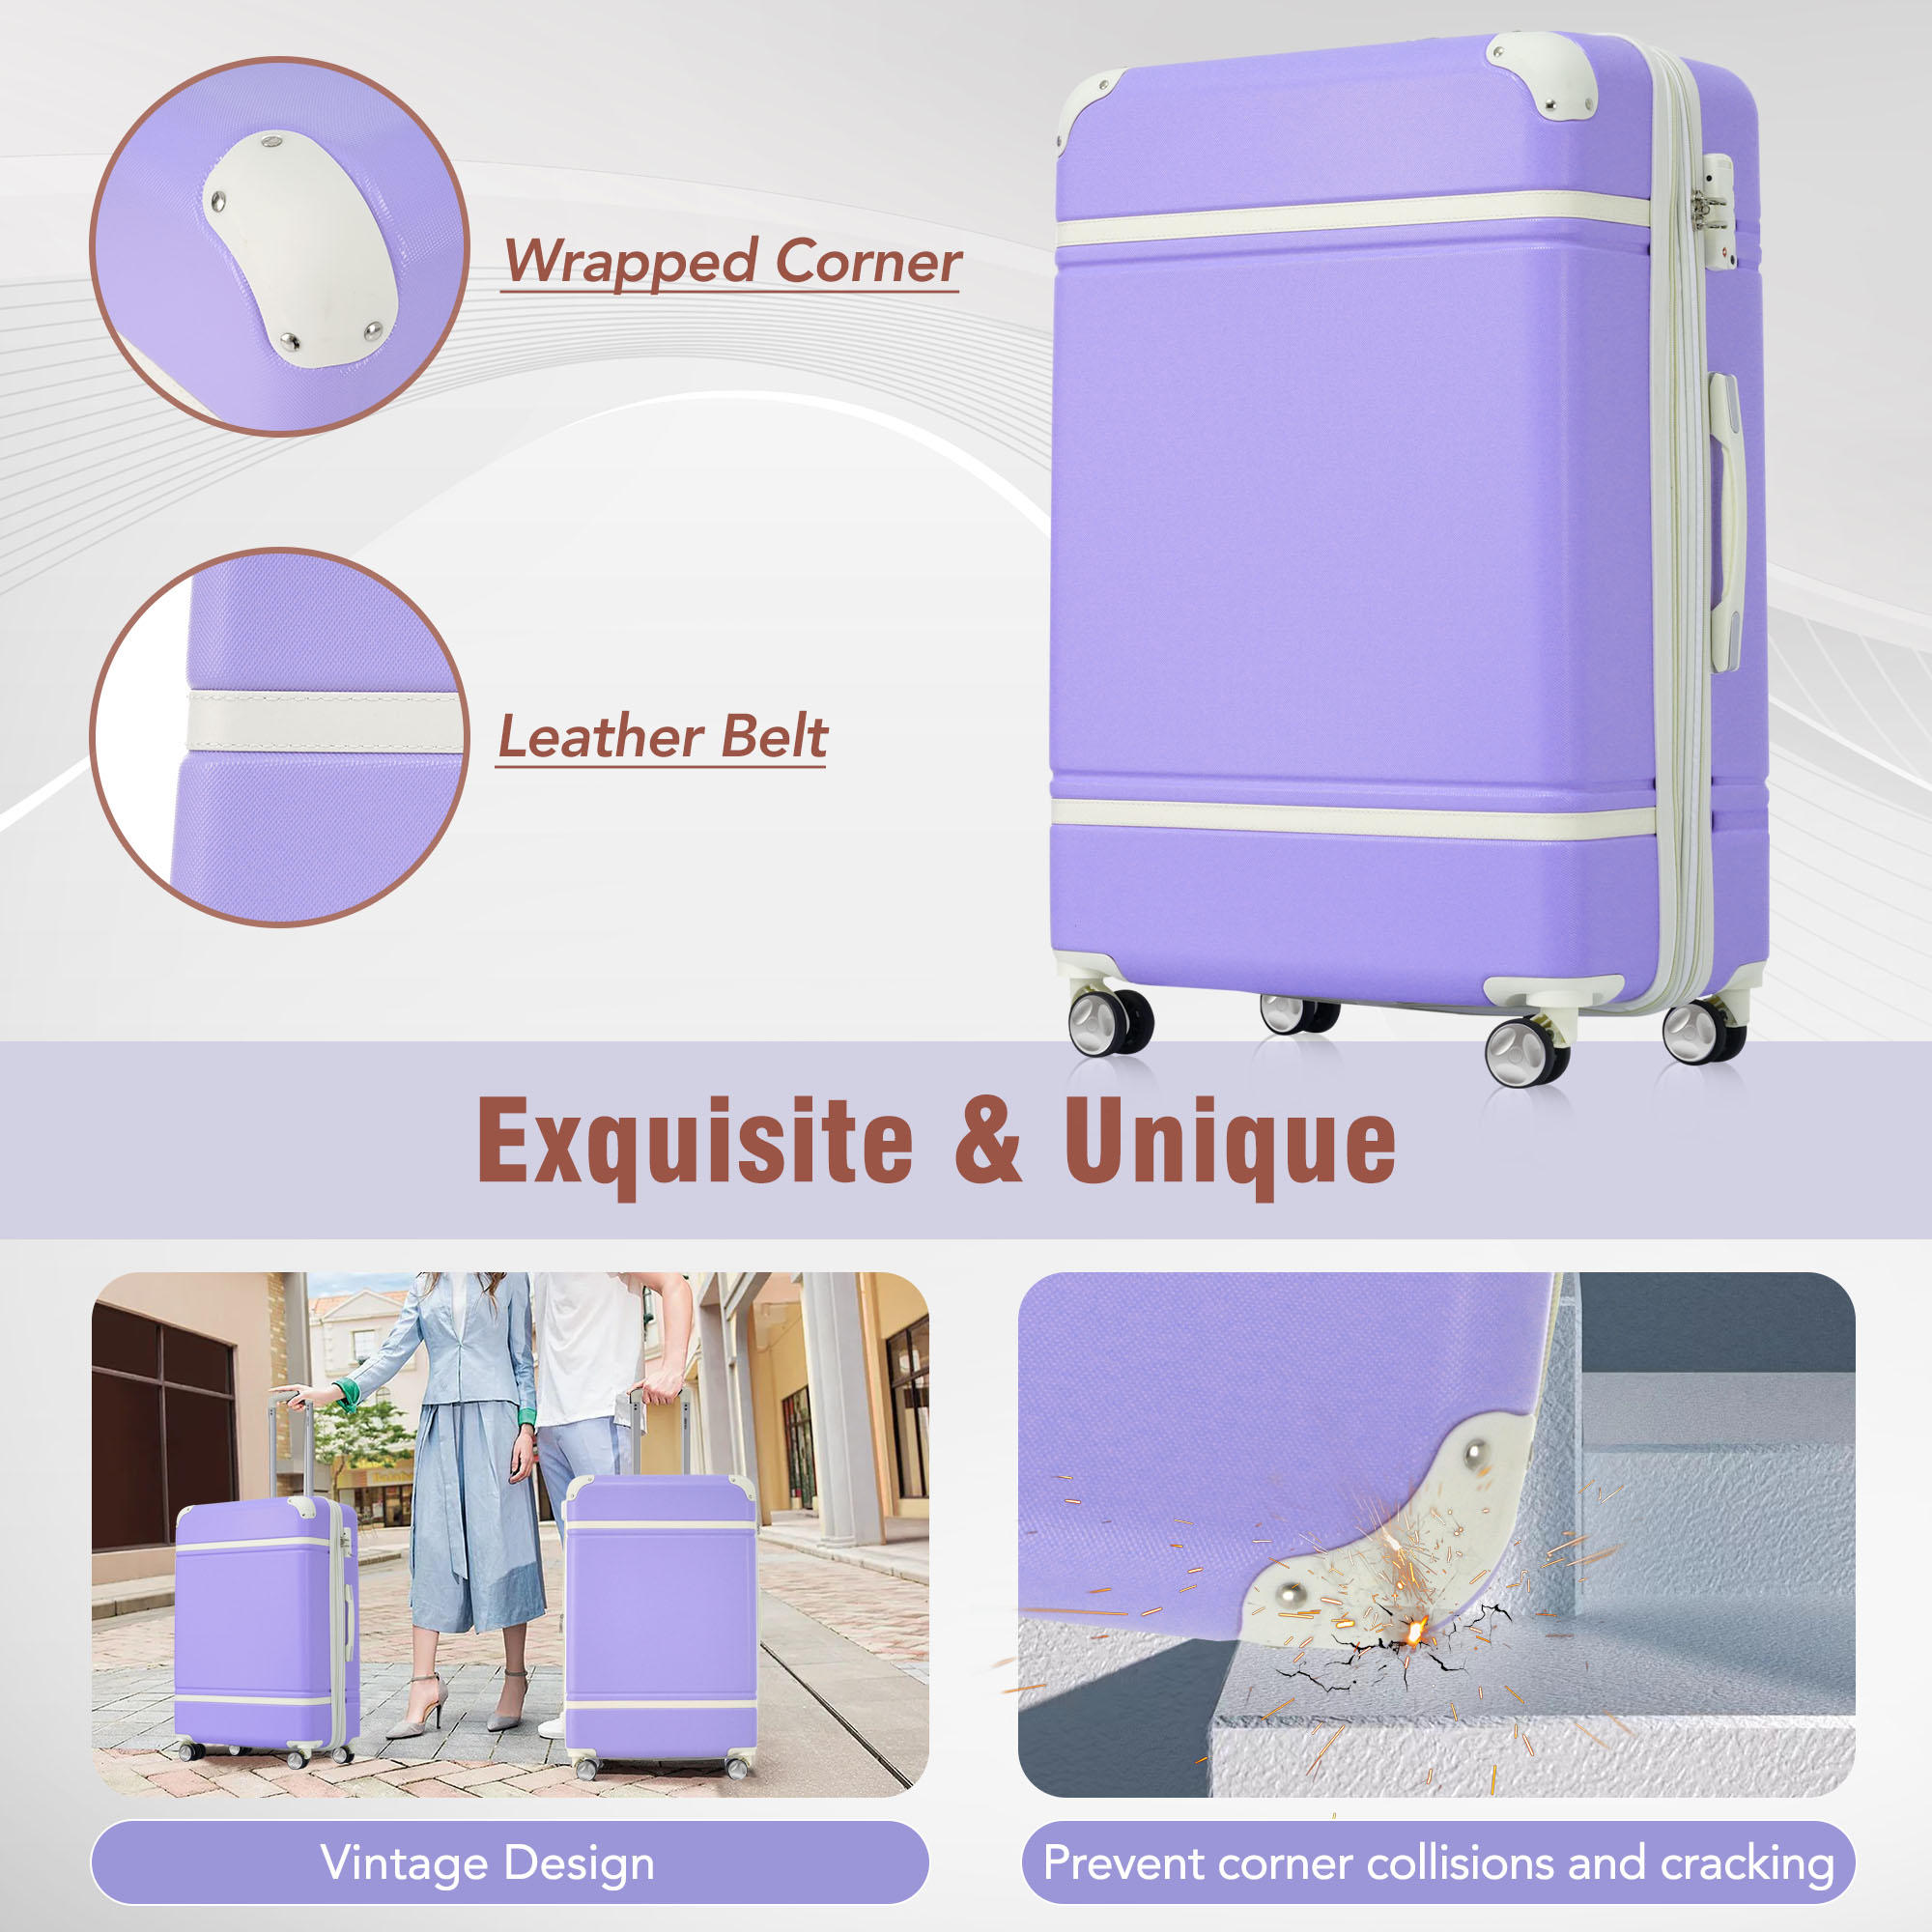 Wrapped Corner
Leather Belt
Exquisite & Unique
Vintage Design
Prevent corner collisions and cracking